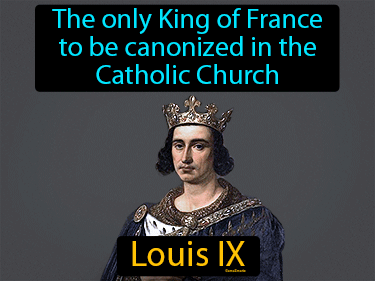 The only King of France
to be canonized in the
Catholic Church
Louis IX